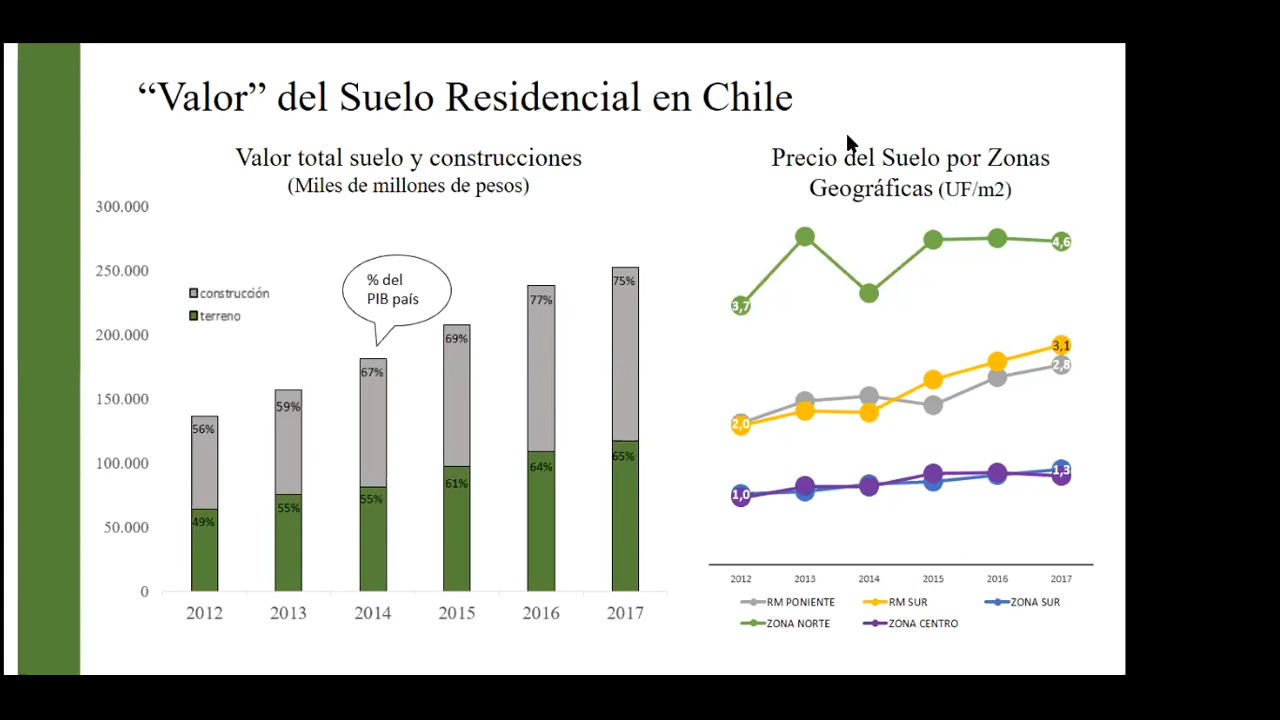 “Valor” del Suelo Residencial en Chile
Valor total suelo y construcciones
(Miles de millones de pesos)
300.000
250.000
200.000
150.000
100.000
50.000
0
construcción
terreno
% del
PIB país
56%
59%
67%
69%
77%
75%
49%
55%
55%
61%
64%
65%
2012 2013 2014 2015 2016 2017
Precio del Suelo por Zonas
Geográficas (UF/m2)
3,7
4,6
3,1
2,8
2,0
1,0
1,3
2012 2013 2014 2015 2016 2017
RM PONIENTE RM SUR ZONA SUR
ZONA NORTE ZONA CENTRO